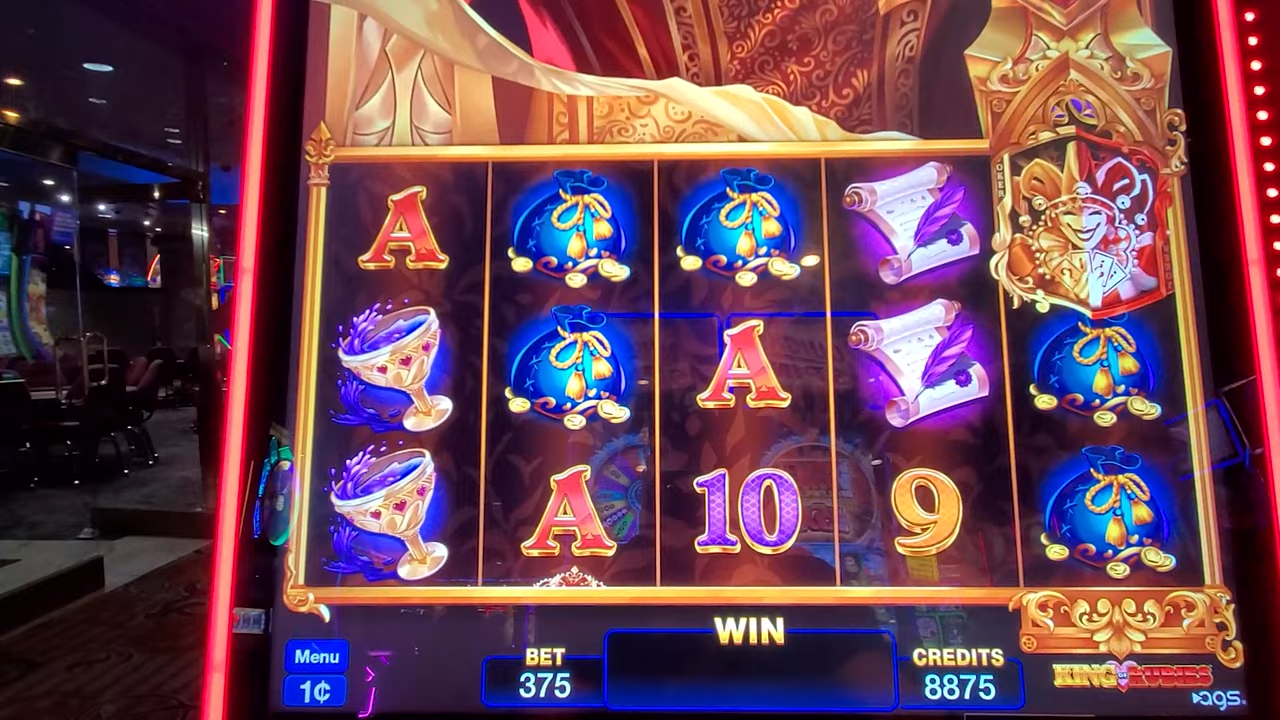 JOKER
A
A
A
10
9
WIN
Menu
BET
CREDITS
1¢
375
8875
KING OF RUBIES
ags.